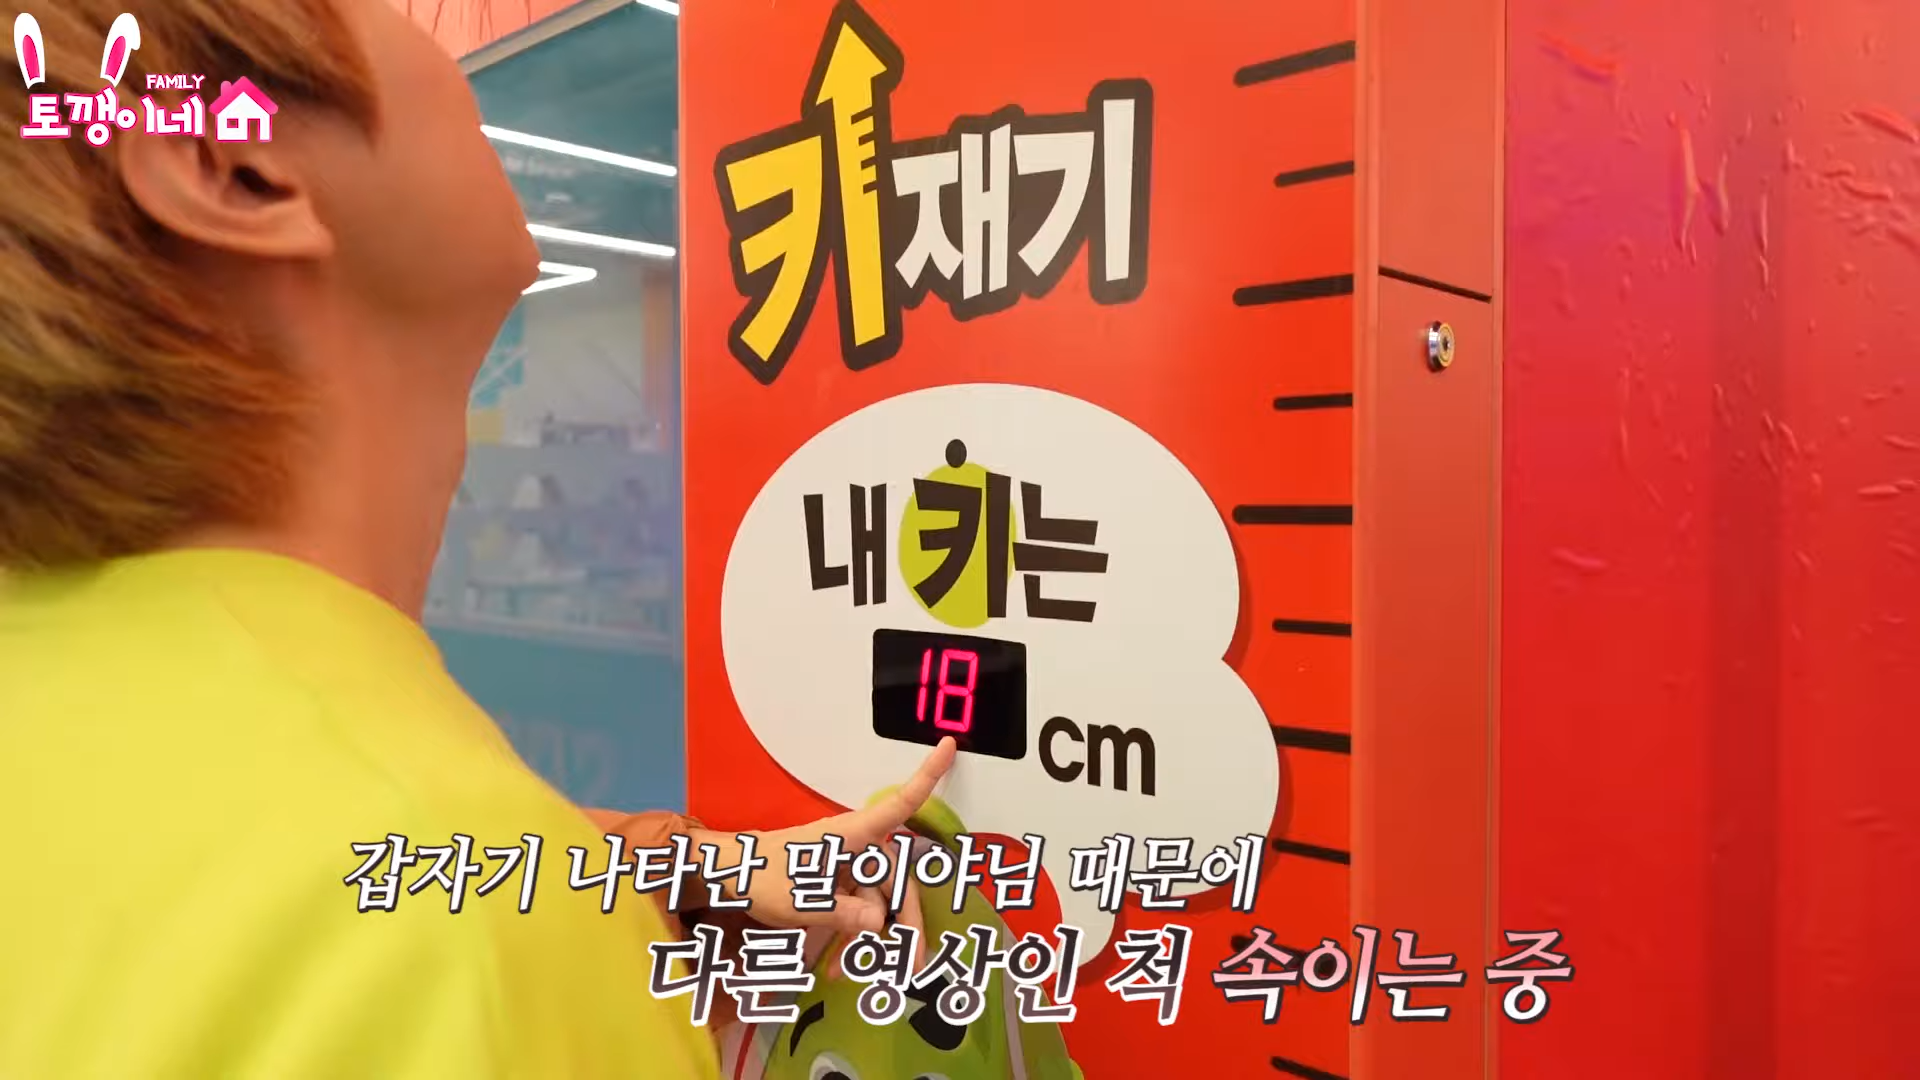 FAMILY
토깽이네
키재기
내 키는
18
cm
갑자기 나타난 말이야님 때문에
다른 영상인 척 속이는 중